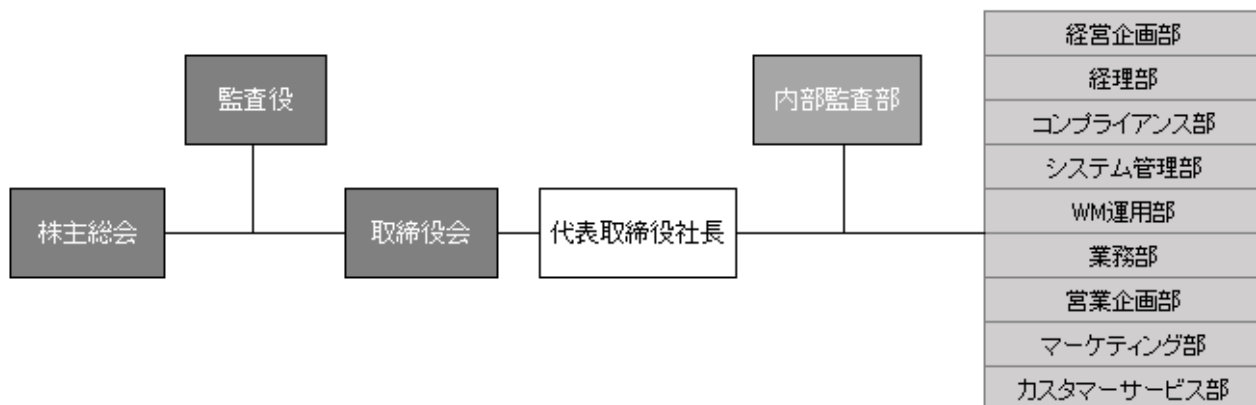 監査役
内部監査部
株主総会
取締役会
代表取締役社長
経営企画部
経理部
コンプライアンス部
システム管理部
WM運用部
業務部
営業企画部
マーケティング部
カスタマーサービス部